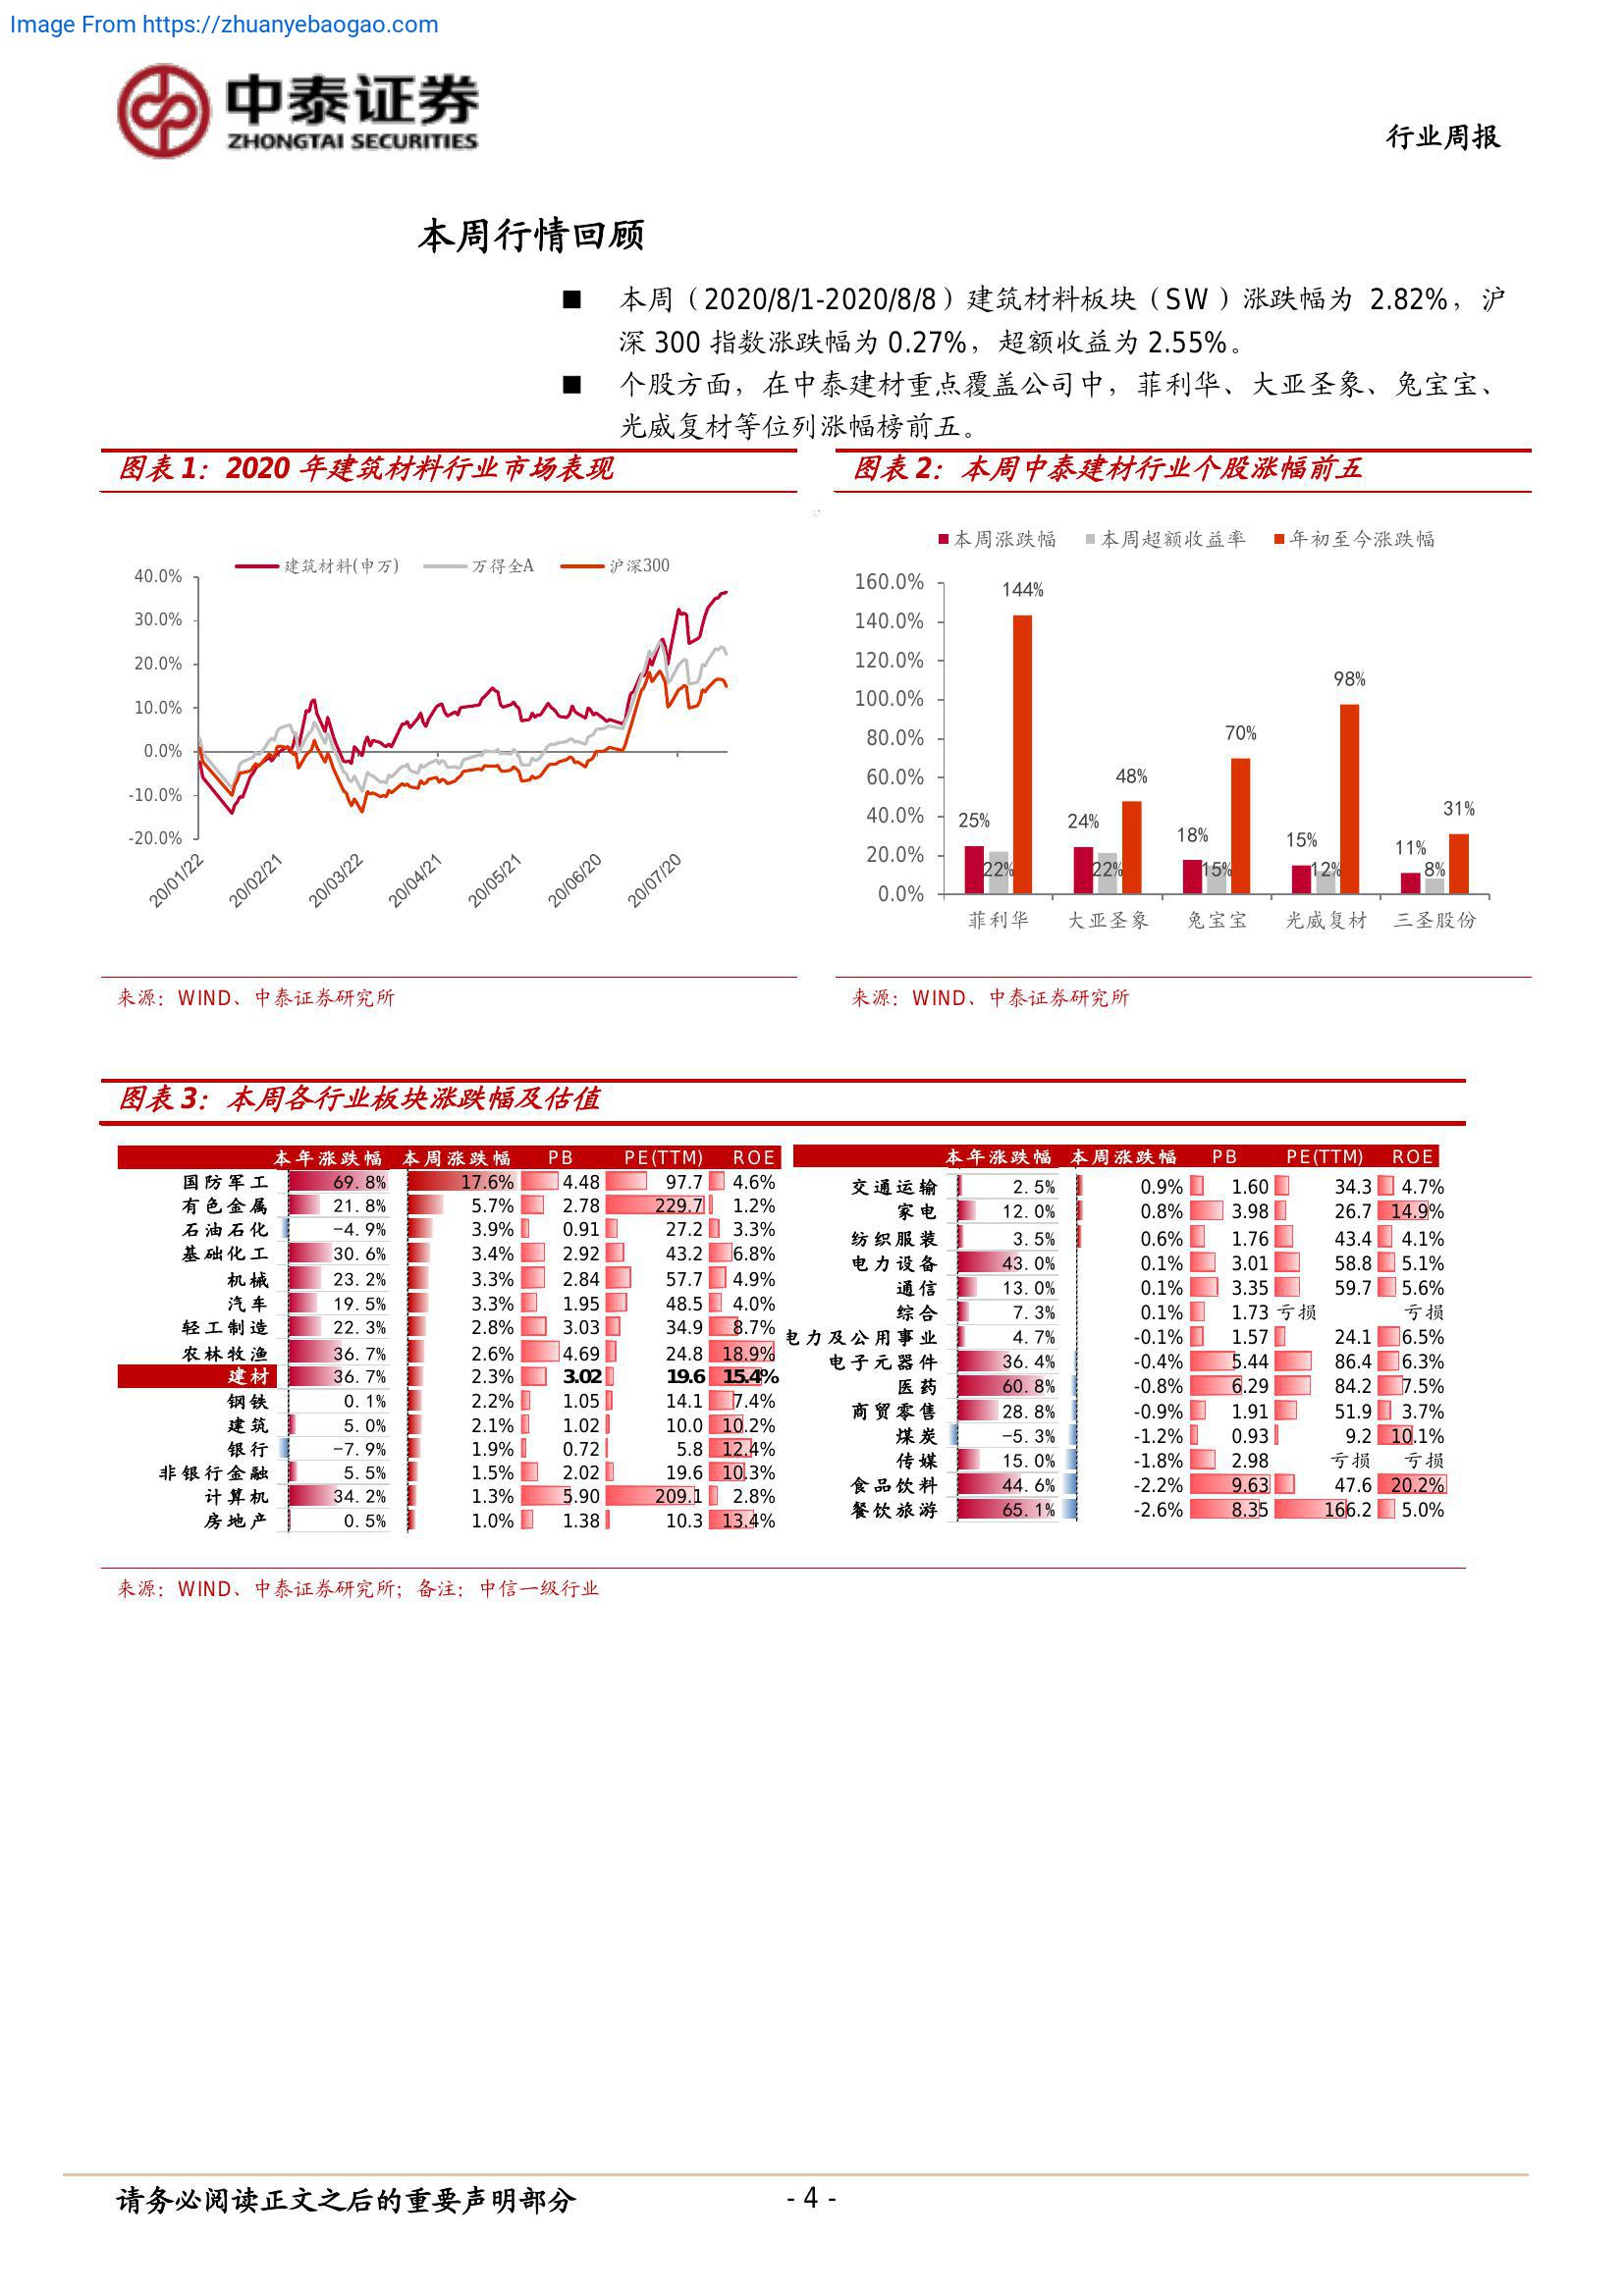 Image From https://zhuanyebaogao.com
中泰证券
ZHONGTAI SECURITIES
行业周报
本周行情回顾
■ 本周（2020/8/1-2020/8/8）建筑材料板块（SW）涨跌幅为 2.82%，沪
深 300 指数涨跌幅为 0.27%，超额收益为 2.55%。
■ 个股方面，在中泰建材重点覆盖公司中，菲利华、大亚圣象、兔宝宝、
光威复材等位列涨幅榜前五。
图表 1：2020 年建筑材料行业市场表现
建筑材料(申万) 万得全A 沪深300
40.0%
30.0%
20.0%
10.0%
0.0%
-10.0%
-20.0%
20/01/22 20/02/21 20/03/22 20/04/21 20/05/21 20/06/20 20/07/20
来源：WIND、中泰证券研究所
图表 2：本周中泰建材行业个股涨幅前五
本周涨跌幅 本周超额收益率 年初至今涨跌幅
160.0%
140.0%
120.0%
100.0%
80.0%
60.0%
40.0%
20.0%
0.0%
25% 22% 144%
24% 22% 48%
18% 15% 70%
15% 12% 98%
11% 8% 31%
菲利华 大亚圣象 兔宝宝 光威复材 三圣股份
来源：WIND、中泰证券研究所
图表 3：本周各行业板块涨跌幅及估值
本年涨跌幅 本周涨跌幅 PB PE(TTM) ROE
国防军工 69.8% 17.6% 4.48 97.7 4.6%
有色金属 21.8% 5.7% 2.78 229.7 1.2%
石油石化 -4.9% 3.9% 0.91 27.2 3.3%
基础化工 30.6% 3.4% 2.92 43.2 6.8%
机械 23.2% 3.3% 2.84 57.7 4.9%
汽车 19.5% 3.3% 1.95 48.5 4.0%
轻工制造 22.3% 2.8% 3.03 34.9 8.7%
农林牧渔 36.7% 2.6% 4.69 24.8 18.9%
建材 36.7% 2.3% 3.02 19.6 15.4%
钢铁 0.1% 2.2% 1.05 14.1 7.4%
建筑 5.0% 2.1% 1.02 10.0 10.2%
银行 -7.9% 1.9% 0.72 5.8 12.4%
非银行金融 5.5% 1.5% 2.02 19.6 10.3%
计算机 34.2% 1.3% 5.90 209.1 2.8%
房地产 0.5% 1.0% 1.38 10.3 13.4%
本年涨跌幅 本周涨跌幅 PB PE(TTM) ROE
交通运输 2.5% 0.9% 1.60 34.3 4.7%
家电 12.0% 0.8% 3.98 26.7 14.9%
纺织服装 3.5% 0.6% 1.76 43.4 4.1%
电力设备 43.0% 0.1% 3.01 58.8 5.1%
通信 13.0% 0.1% 3.35 59.7 5.6%
综合 7.3% 0.1% 1.73 亏损 亏损
电力及公用事业 4.7% -0.1% 1.57 24.1 6.5%
电子元器件 36.4% -0.4% 5.44 86.4 6.3%
医药 60.8% -0.8% 6.29 84.2 7.5%
商贸零售 28.8% -0.9% 1.91 51.9 3.7%
煤炭 -5.3% -1.2% 0.93 9.2 10.1%
传媒 15.0% -1.8% 2.98 亏损 亏损
食品饮料 44.6% -2.2% 9.63 47.6 20.2%
餐饮旅游 65.1% -2.6% 8.35 166.2 5.0%
来源：WIND、中泰证券研究所；备注：中信一级行业
请务必阅读正文之后的重要声明部分
- 4 -